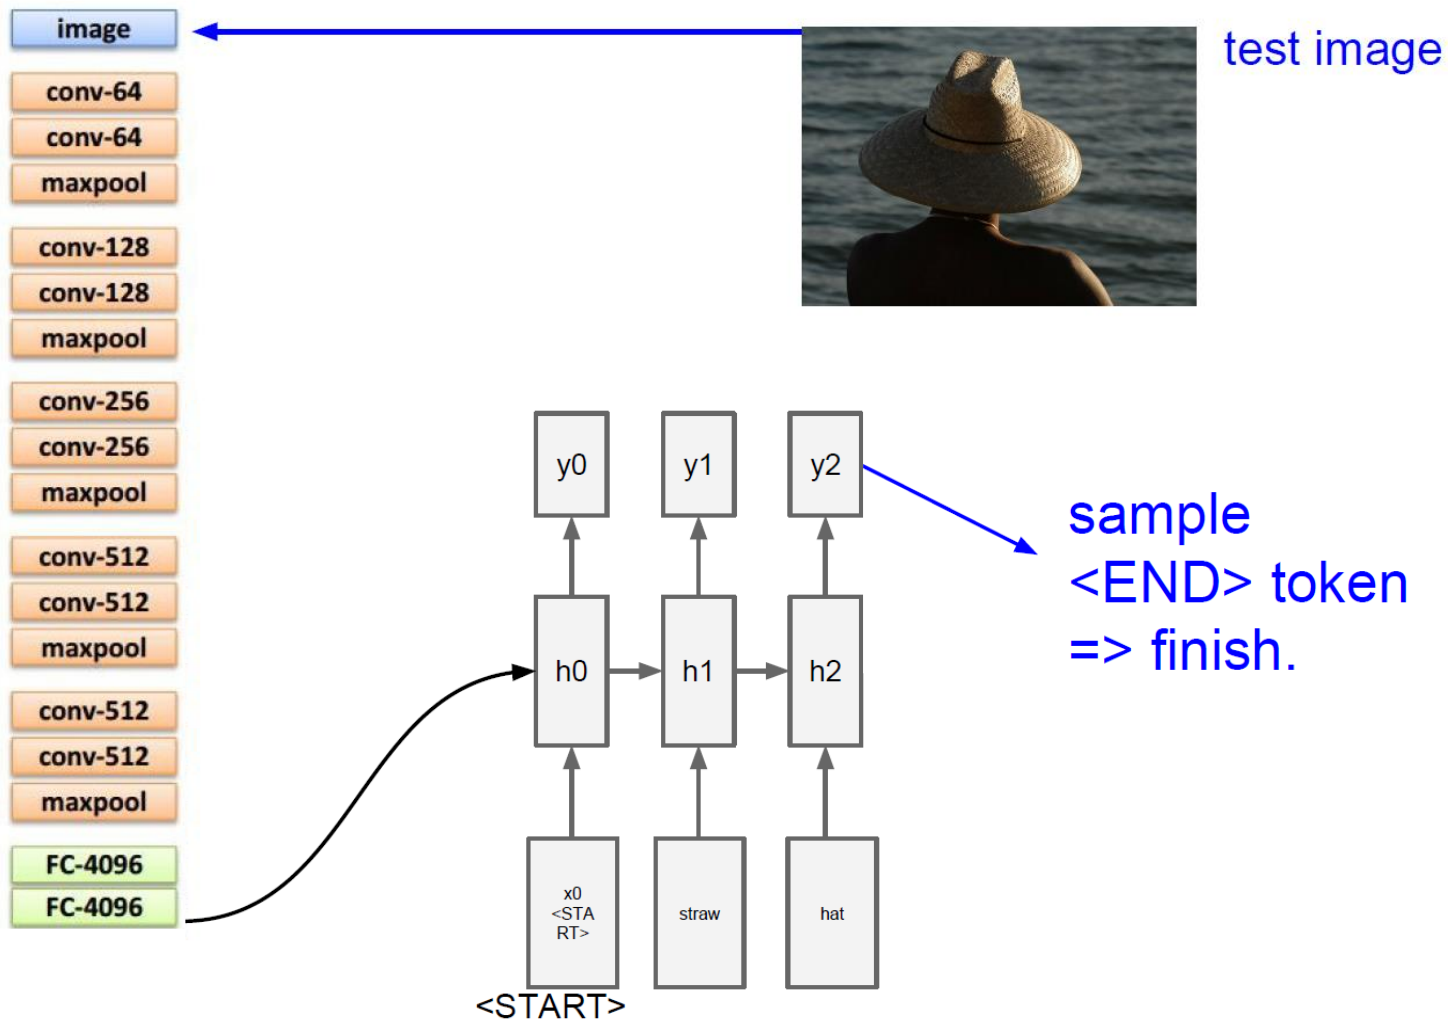 image
test image
conv-64
conv-64
maxpool
conv-128
conv-128
maxpool
conv-256
conv-256
maxpool
conv-512
conv-512
maxpool
conv-512
conv-512
maxpool
FC-4096
FC-4096
y0
y1
y2
h0
h1
h2
x0
<STA
RT>
straw
hat
<START>
sample
<END> token
=> finish.